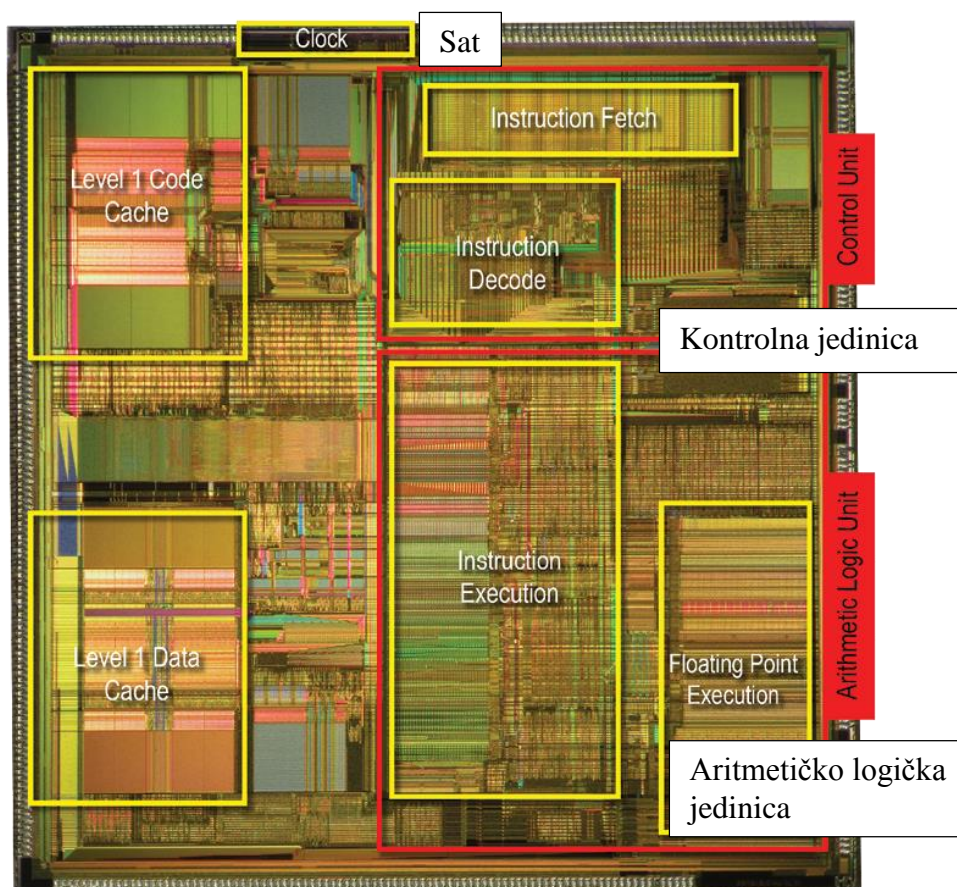 Clock
Sat
Instruction Fetch
Level 1 Code
Cache
Control Unit
Instruction
Decode
Kontrolna jedinica
Instruction
Execution
Arithmetic Logic Unit
Level 1 Data
Cache
Floating Point
Execution
Aritmetičko logička
jedinica